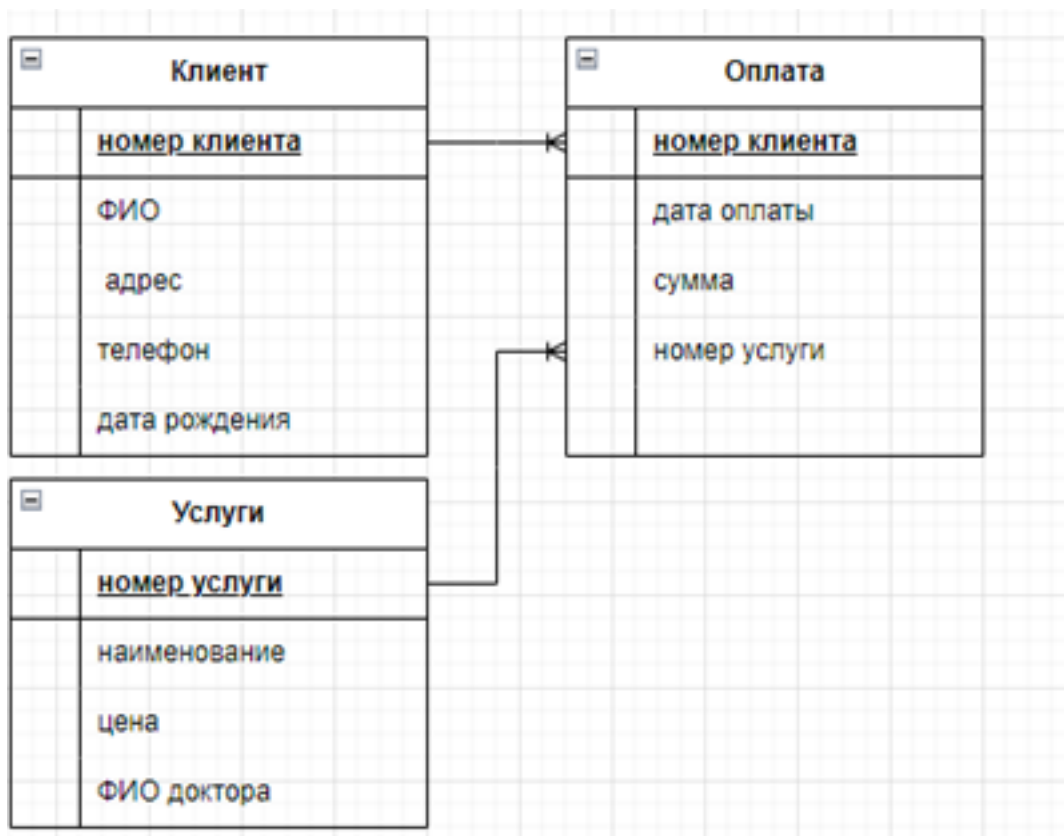 Клиент
номер клиента
ФИО
адрес
телефон
дата рождения
Оплата
номер клиента
дата оплаты
сумма
номер услуги
Услуги
номер услуги
наименование
цена
ФИО доктора